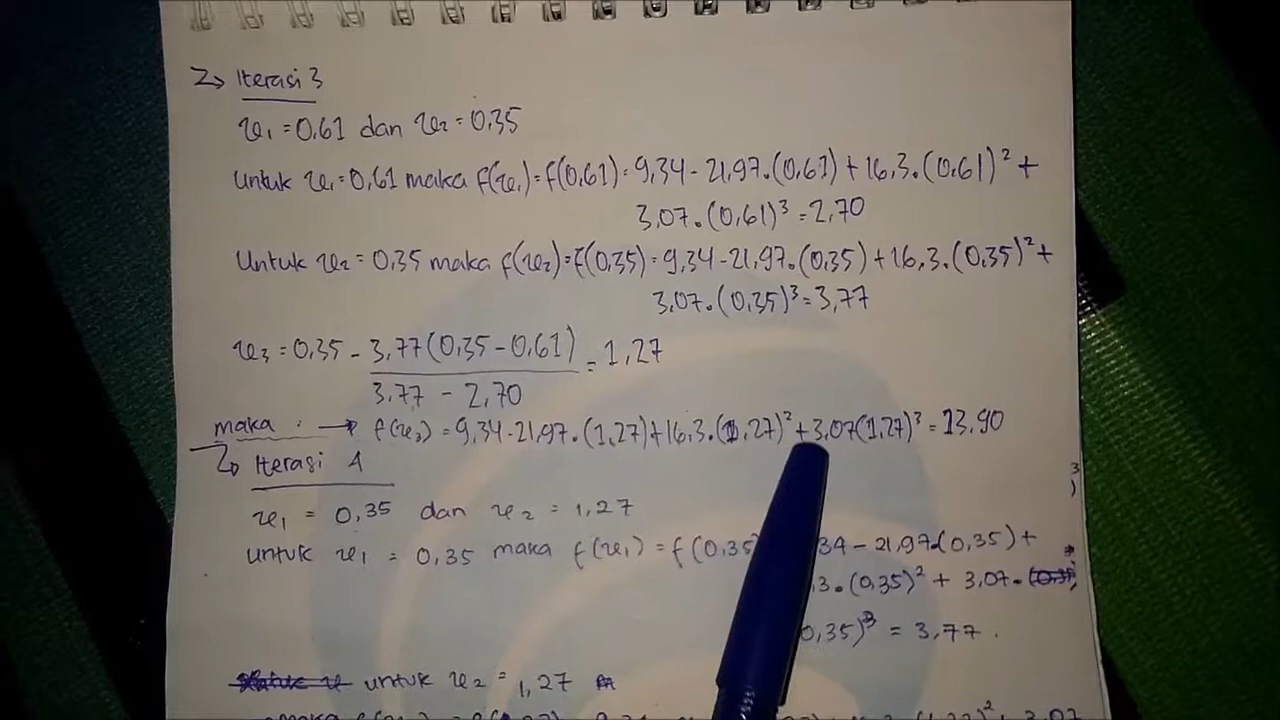 Iterasi 3
x₁ = 0,61 dan x₂ = 0,35
Untuk x₁ = 0,61 maka f(x₁) = f(0,61) = 9,34 - 21,97.(0,61) + 16,3.(0,61)² +
3,07.(0,61)³ = 2,70
Untuk x₂ = 0,35 maka f(x₂) = f(0,35) = 9,34 - 21,97.(0,35) + 16,3.(0,35)² +
3,07.(0,35)³ = 3,77
x₃ = 0,35 - 3,77(0,35 - 0,61) = 1,27
3,77 - 2,70
maka : → f(x₃) = 9,34 - 21,97.(1,27) + 16,3.(1,27)² + 3,07(1,27)³ = 13,90
Iterasi 4
x₁ = 0,35 dan x₂ = 1,27
untuk x₁ = 0,35 maka f(x₁) = f(0,35) 34 - 21,97.(0,35) +
,3.(0,35)² + 3,07.
0,35)³ = 3,77.
untuk x₂ = 1,27